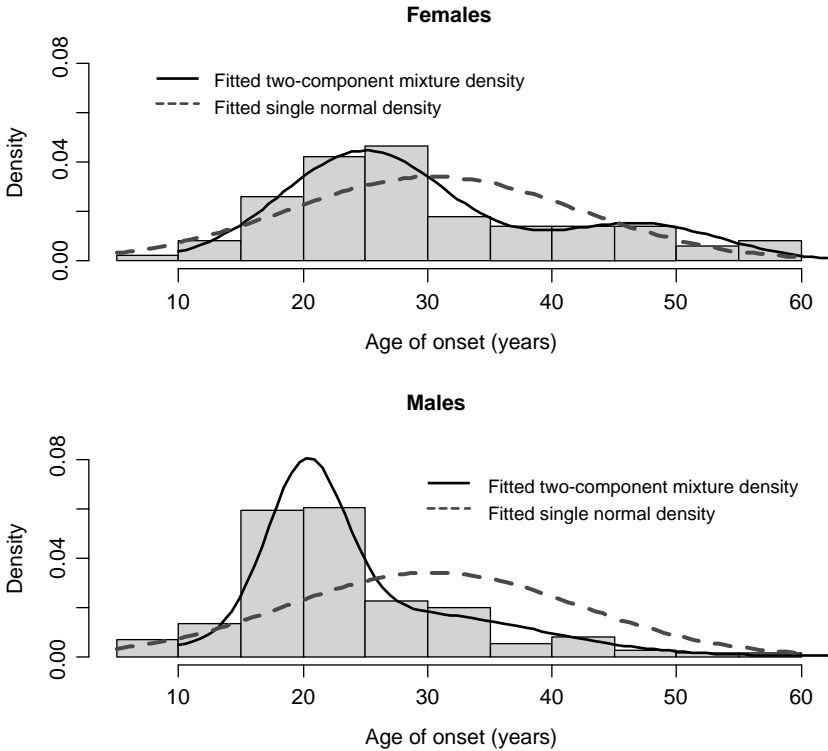 Females
0.08
0.04
0.00
Density
Fitted two-component mixture density
Fitted single normal density
10 20 30 40 50 60
Age of onset (years)
Males
0.08
0.04
0.00
Density
Fitted two-component mixture density
Fitted single normal density
10 20 30 40 50 60
Age of onset (years)